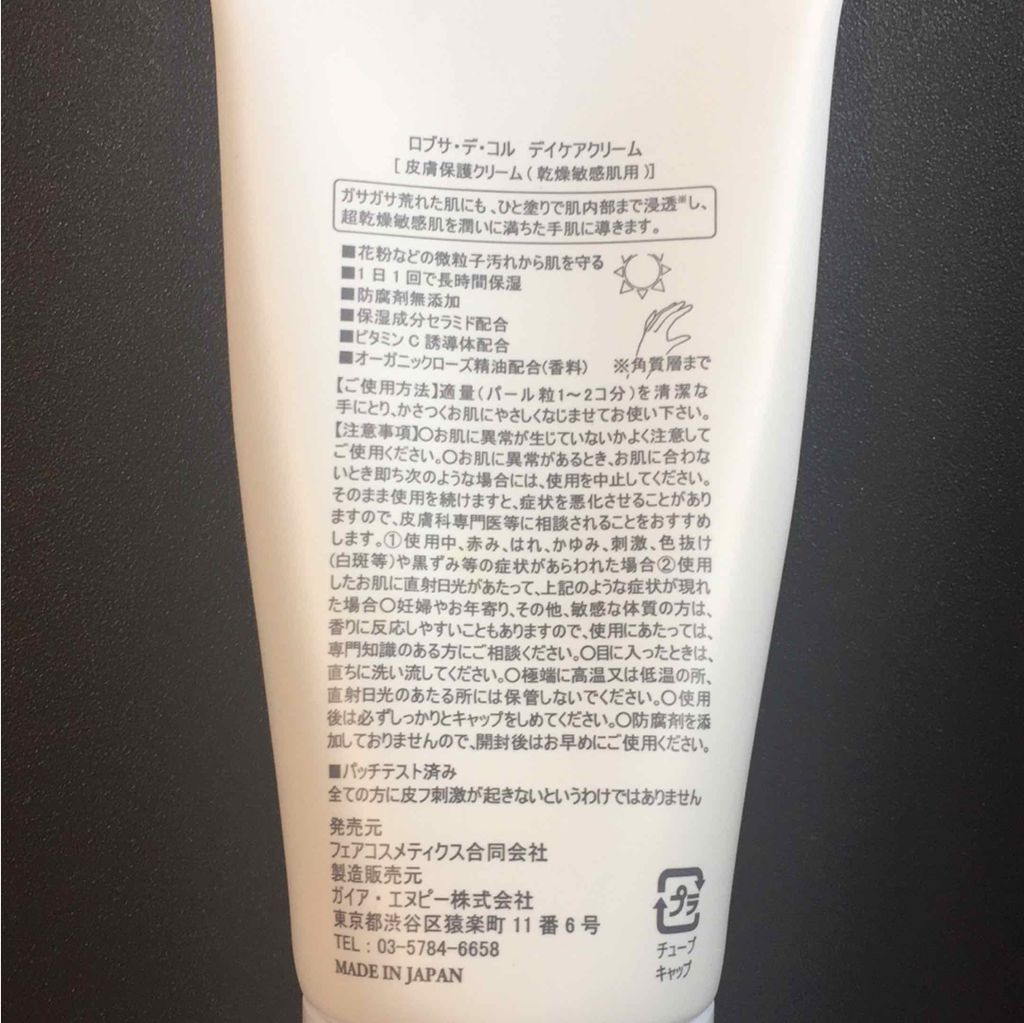 ロブサ・デ・コル デイケアクリーム
[皮膚保護クリーム(乾燥敏感肌用)]
ガサガサ荒れた肌にも、ひと塗りで肌内部まで浸透※し、
超乾燥敏感肌を潤いに満ちた手肌に導きます。
■花粉などの微粒子汚れから肌を守る
■1日1回で長時間保湿
■防腐剤無添加
■保湿成分セラミド配合
■ビタミンC誘導体配合
■オーガニックローズ精油配合(香料) ※角質層まで
【ご使用方法】適量(パール粒1〜2コ分)を清潔な
手にとり、かさつくお肌にやさしくなじませてお使い下さい。
【注意事項】○お肌に異常が生じていないかよく注意して
ご使用ください。○お肌に異常があるとき、お肌に合わな
いとき即ち次のような場合には、使用を中止してください。
そのまま使用を続けますと、症状を悪化させることがあり
ますので、皮膚科専門医等に相談されることをおすすめ
します。①使用中、赤み、はれ、かゆみ、刺激、色抜け
(白斑等)や黒ずみ等の症状があらわれた場合②使用
したお肌に直射日光があたって、上記のような症状が現れ
た場合○妊婦やお年寄り、その他、敏感な体質の方は、
香りに反応しやすいこともありますので、使用にあたっては、
専門知識のある方にご相談ください。○目に入ったときは、
直ちに洗い流してください。○極端に高温又は低温の所、
直射日光のあたる所には保管しないでください。○使用
後は必ずしっかりとキャップをしめてください。○防腐剤を添
加しておりませんので、開封後はお早めにご使用ください。
■パッチテスト済み
全ての方に皮フ刺激が起きないというわけではありません
発売元
フェアコスメティクス合同会社
製造販売元
ガイア・エヌピー株式会社
東京都渋谷区猿楽町11番6号
TEL:03-5784-6658
MADE IN JAPAN
プラ
チューブ
キャップ